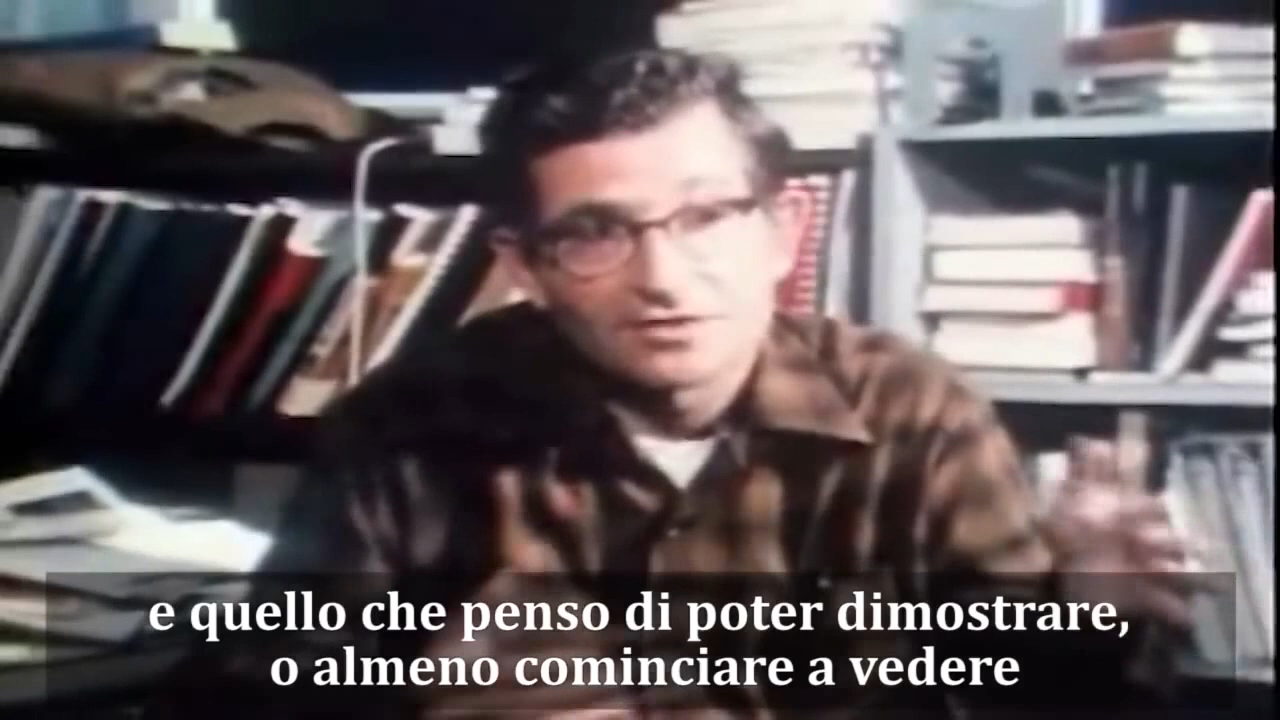 e quello che penso di poter dimostrare,
o almeno cominciare a vedere